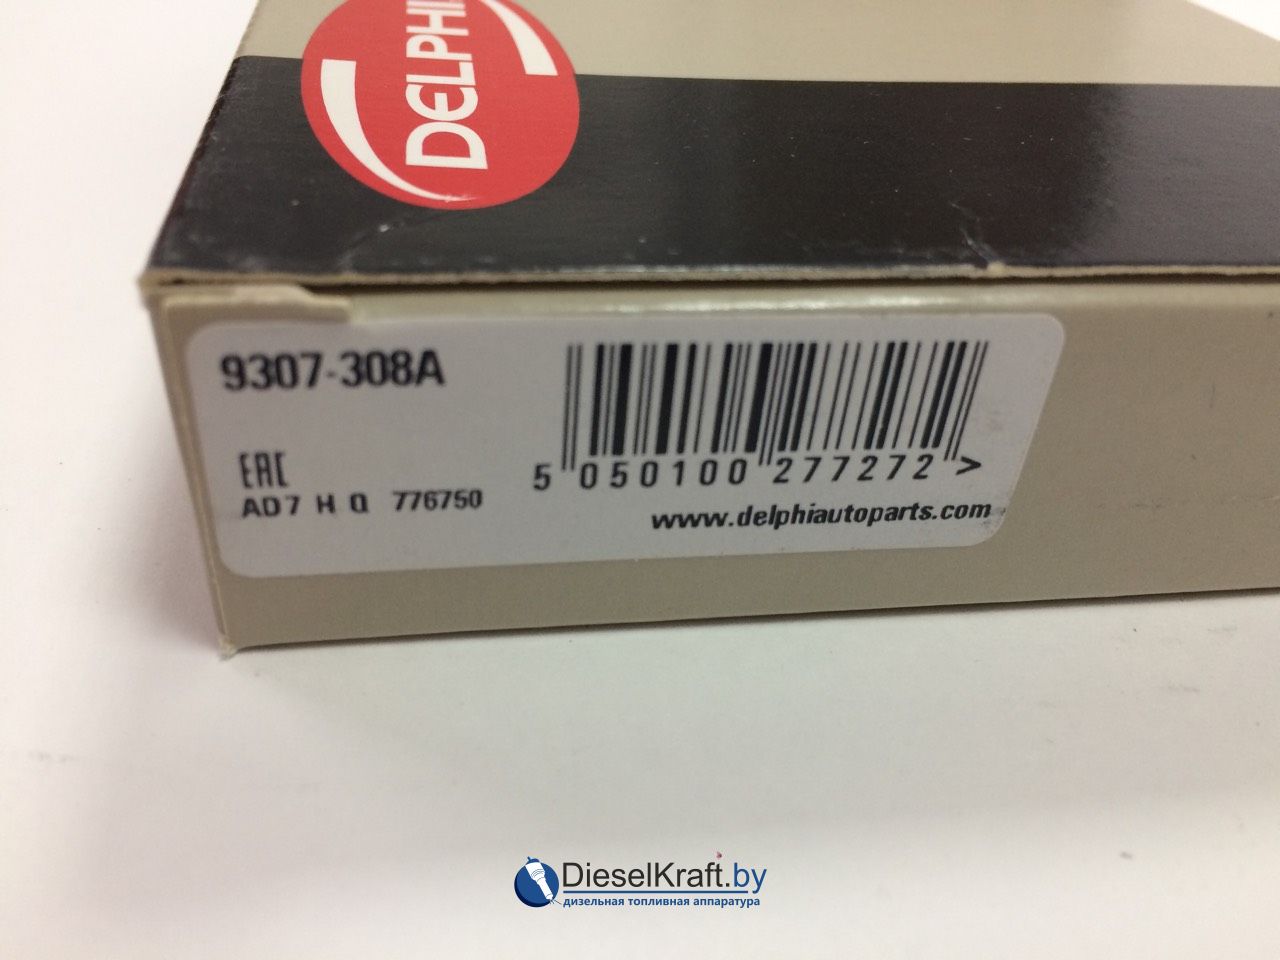 DELPHI
9307-308A
EAC
AD7 H Q 776750
5 050100 277272 >
www.delphiautoparts.com
DieselKraft.by
дизельная топливная аппаратура